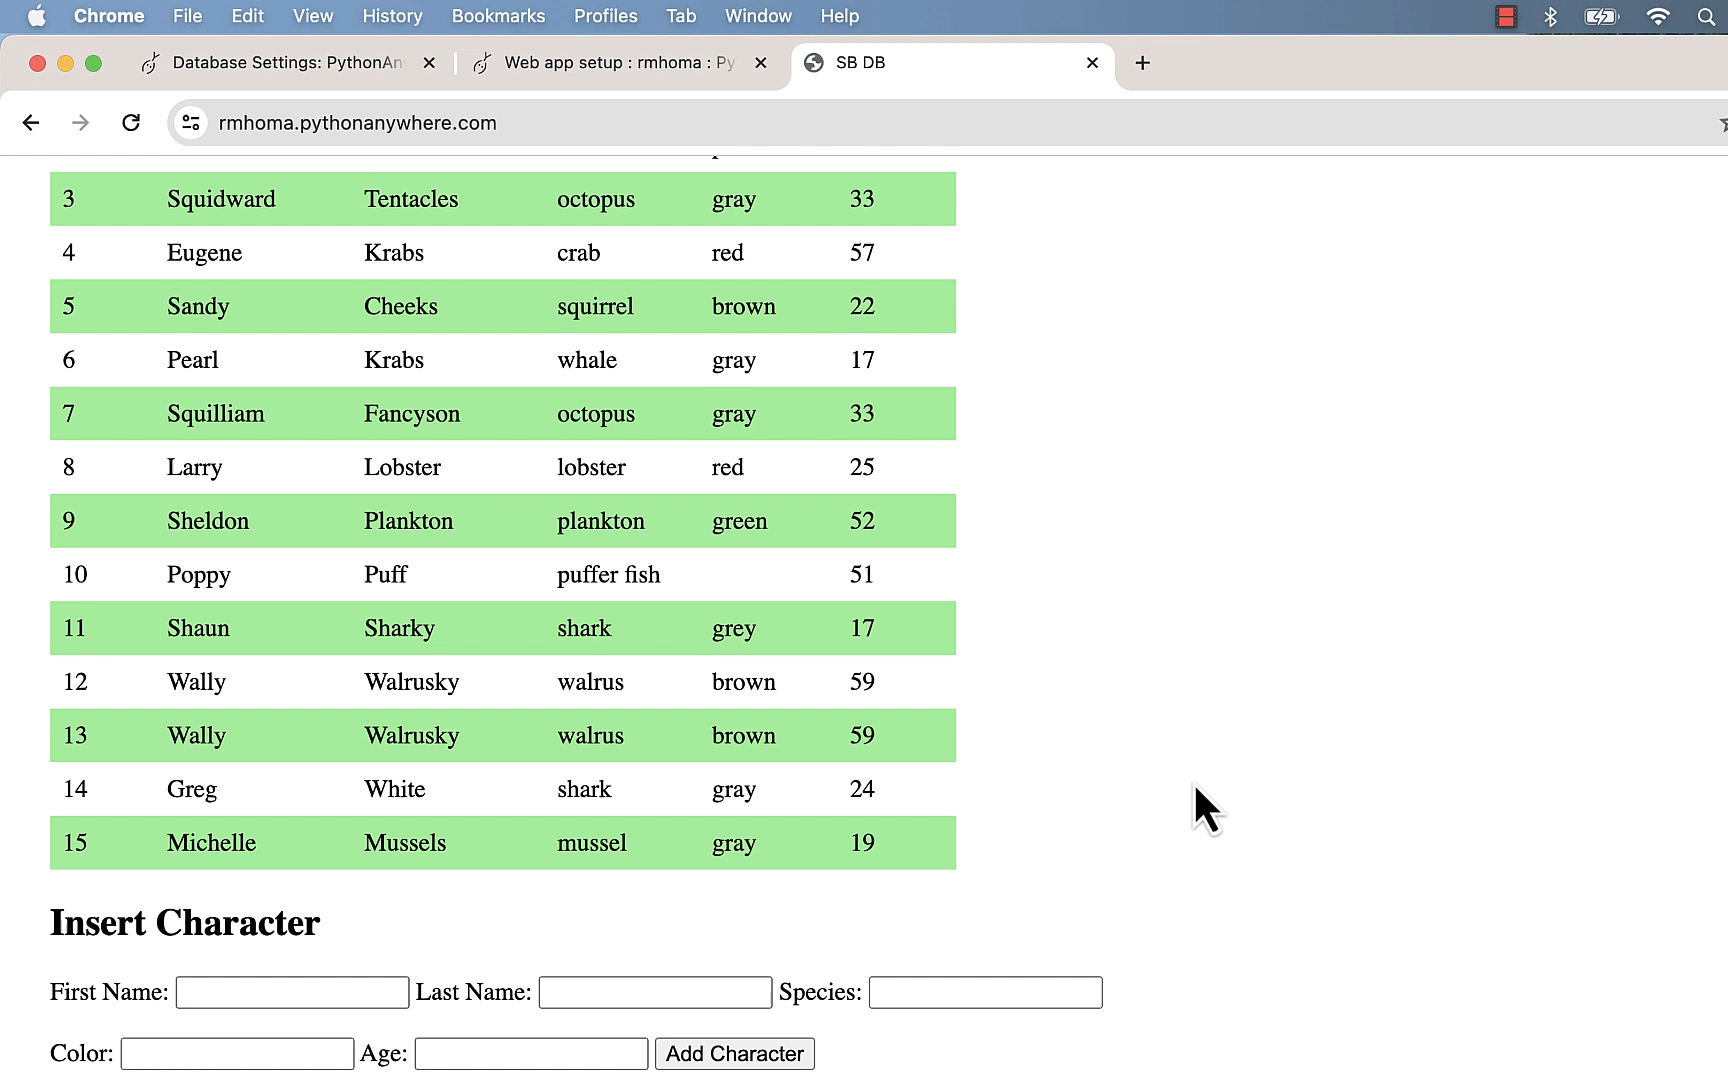 Chrome File Edit View History Bookmarks Profiles Tab Window Help
Database Settings: PythonAn Web app setup : rmhoma : Py SB DB
rmhoma.pythonanywhere.com
3 Squidward Tentacles octopus gray 33
4 Eugene Krabs crab red 57
5 Sandy Cheeks squirrel brown 22
6 Pearl Krabs whale gray 17
7 Squilliam Fancyson octopus gray 33
8 Larry Lobster lobster red 25
9 Sheldon Plankton plankton green 52
10 Poppy Puff puffer fish 51
11 Shaun Sharky shark grey 17
12 Wally Walrusky walrus brown 59
13 Wally Walrusky walrus brown 59
14 Greg White shark gray 24
15 Michelle Mussels mussel gray 19
Insert Character
First Name: Last Name: Species:
Color: Age: Add Character